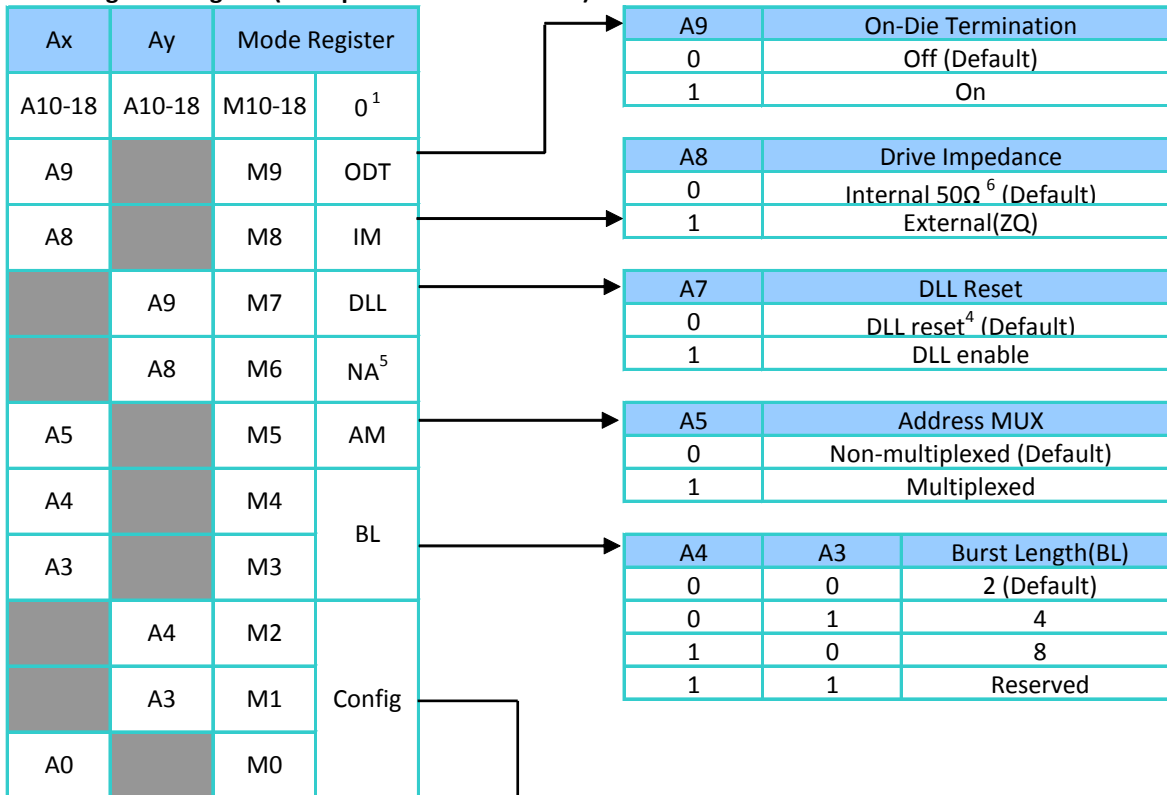 Ax Ay Mode Register
A10-18 A10-18 M10-18 0¹
A9 M9 ODT
A8 M8 IM
A9 M7 DLL
A8 M6 NA⁵
A5 M5 AM
A4 M4 BL
A3 M3
A4 M2 Config
A3 M1
A0 M0
A9 On-Die Termination
0 Off (Default)
1 On
A8 Drive Impedance
0 Internal 50Ω ⁶ (Default)
1 External(ZQ)
A7 DLL Reset
0 DLL reset⁴ (Default)
1 DLL enable
A5 Address MUX
0 Non-multiplexed (Default)
1 Multiplexed
A4 A3 Burst Length(BL)
0 0 2 (Default)
0 1 4
1 0 8
1 1 Reserved